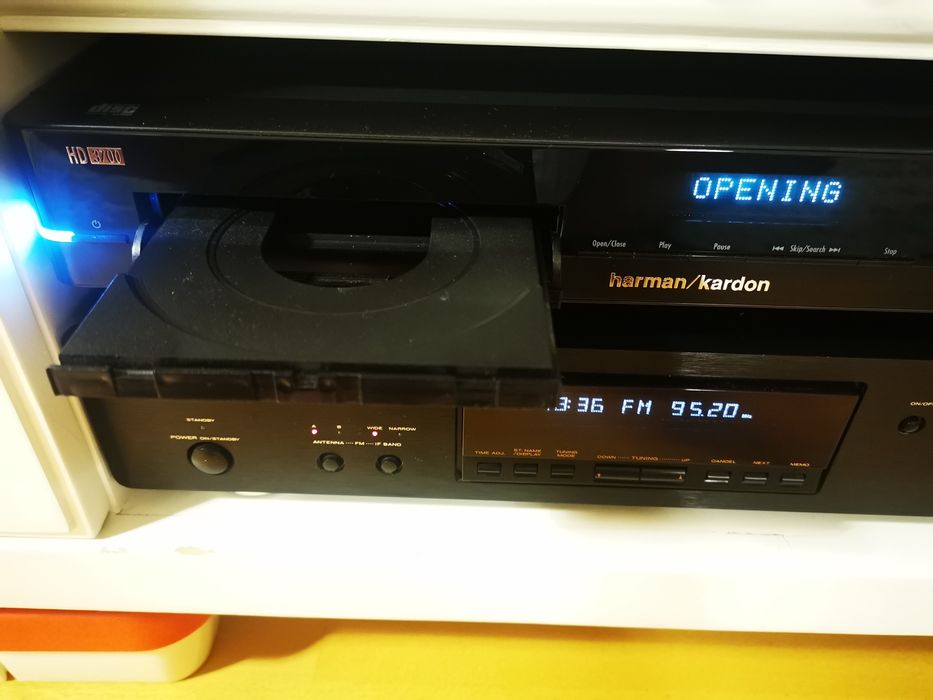 disc
HD
OPENING
Open/Close Play Pause Skip/Search Stop
harman/kardon
3:36 FM 95.20
STANDBY
POWER ON/STANDBY
A B WIDE NARROW
ANTENNA FM IF BAND
TIME ADJ. ST. NAME /DISPLAY TUNING MODE DOWN TUNING UP CANCEL NEXT MEMO